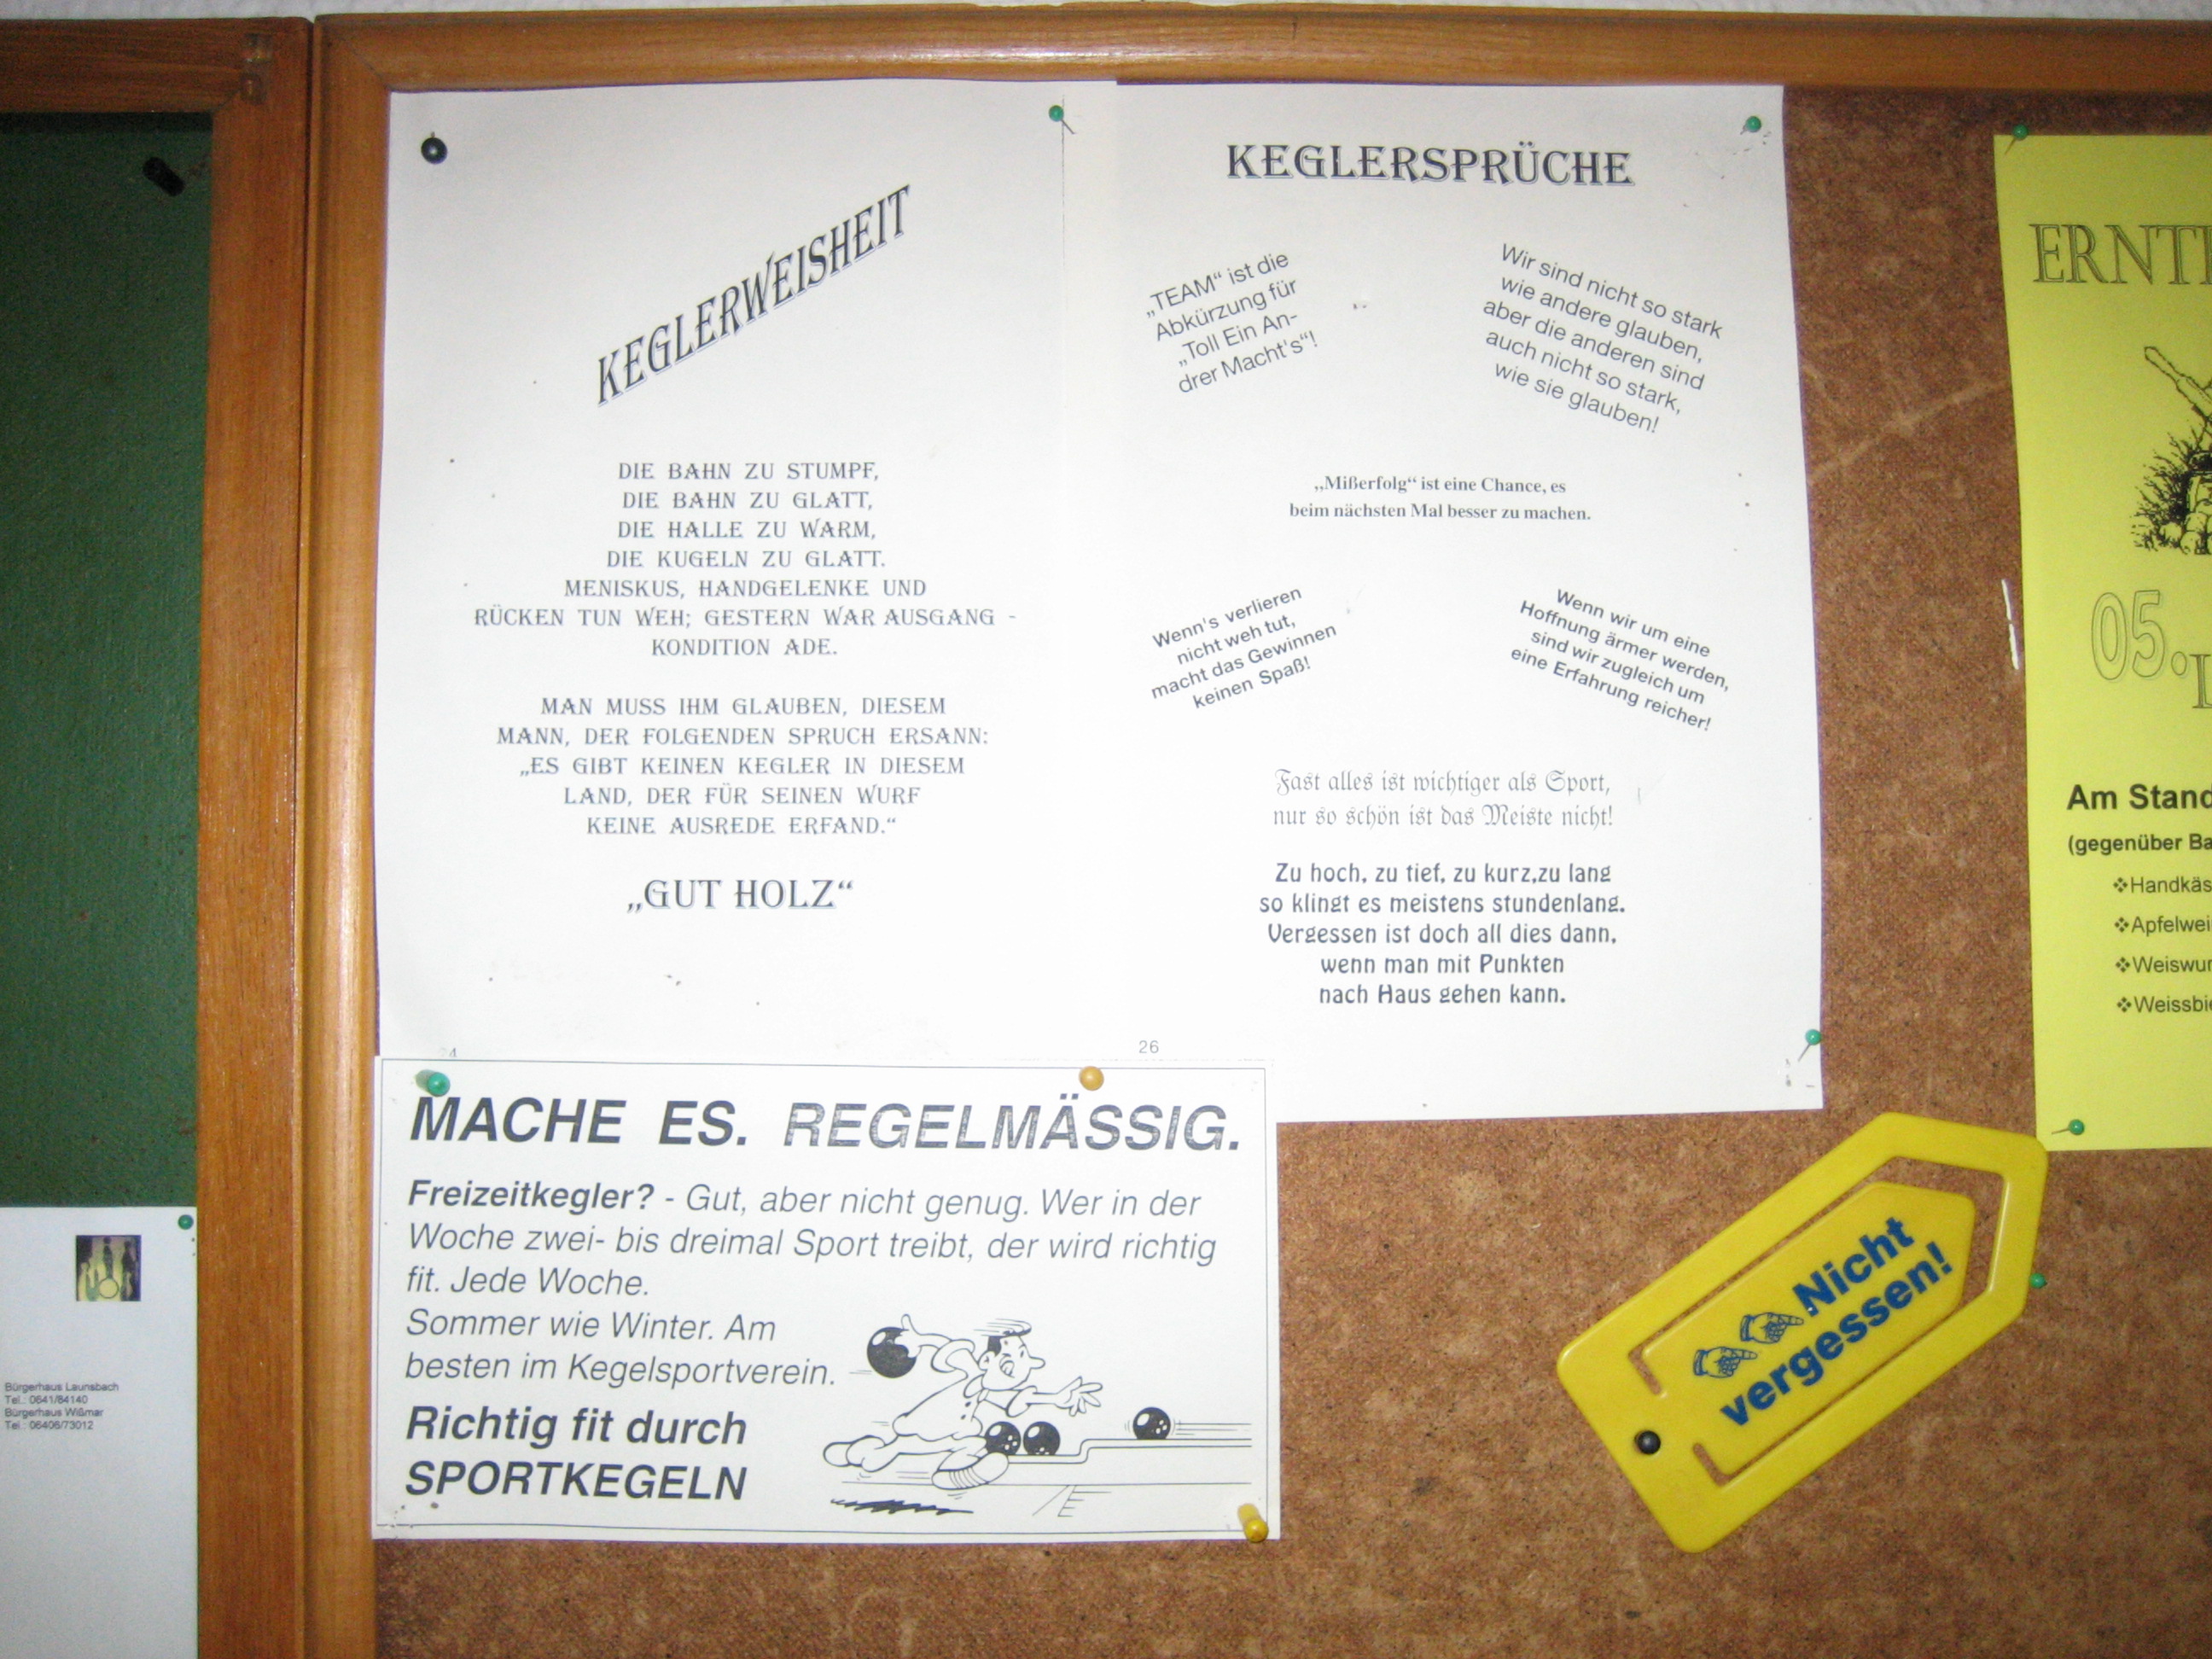 KEGLERWEISHEIT
DIE BAHN ZU STUMPF,
DIE BAHN ZU GLATT,
DIE HALLE ZU WARM,
DIE KUGELN ZU GLATT.
MENISKUS, HANDGELENKE UND
RÜCKEN TUN WEH; GESTERN WAR AUSGANG -
KONDITION ADE.
MAN MUSS IHM GLAUBEN, DIESEM
MANN, DER FOLGENDEN SPRUCH ERSANN:
„ES GIBT KEINEN KEGLER IN DIESEM
LAND, DER FÜR SEINEN WURF
KEINE AUSREDE ERFAND.“
„GUT HOLZ“
24
KEGLERSPRÜCHE
„TEAM“ ist die
Abkürzung für
„Toll Ein An-
drer Macht's“!
Wir sind nicht so stark
wie andere glauben,
aber die anderen sind
auch nicht so stark,
wie sie glauben!
„Mißerfolg“ ist eine Chance, es
beim nächsten Mal besser zu machen.
Wenn's verlieren
nicht weh tut,
macht das Gewinnen
keinen Spaß!
Wenn wir um eine
Hoffnung ärmer werden,
sind wir zugleich um
eine Erfahrung reicher!
Fast alles ist wichtiger als Sport,
nur so schön ist das Meiste nicht!
Zu hoch, zu tief, zu kurz,zu lang
so klingt es meistens stundenlang.
Vergessen ist doch all dies dann,
wenn man mit Punkten
nach Haus gehen kann.
26
MACHE ES. REGELMÄSSIG.
Freizeitkegler? - Gut, aber nicht genug. Wer in der
Woche zwei- bis dreimal Sport treibt, der wird richtig
fit. Jede Woche.
Sommer wie Winter. Am
besten im Kegelsportverein.
Richtig fit durch
SPORTKEGELN
Bürgerhaus Launsbach
Tel.: 0641/84140
Bürgerhaus Wißmar
Tel.: 06406/73012
Nicht
vergessen!
05.
Am Stand
(gegenüber Ba
Handkäs
Apfelwei
Weiswur
Weissbie